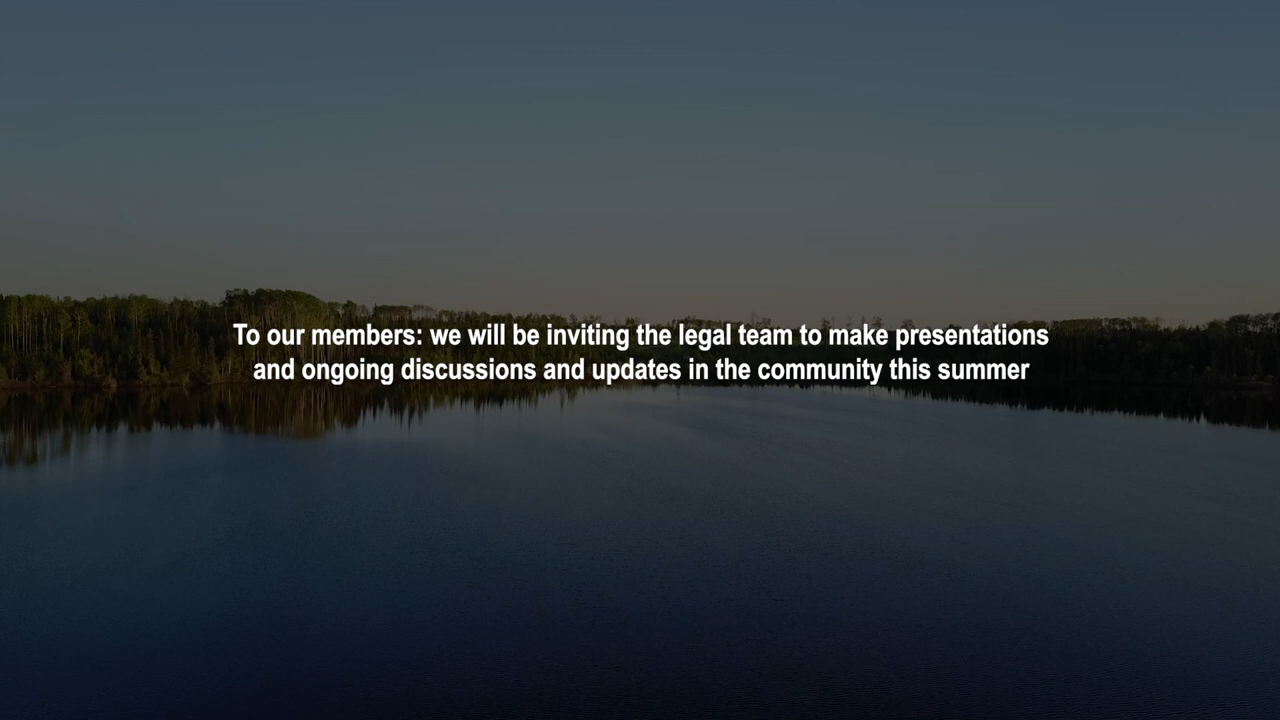 To our members: we will be inviting the legal team to make presentations
and ongoing discussions and updates in the community this summer